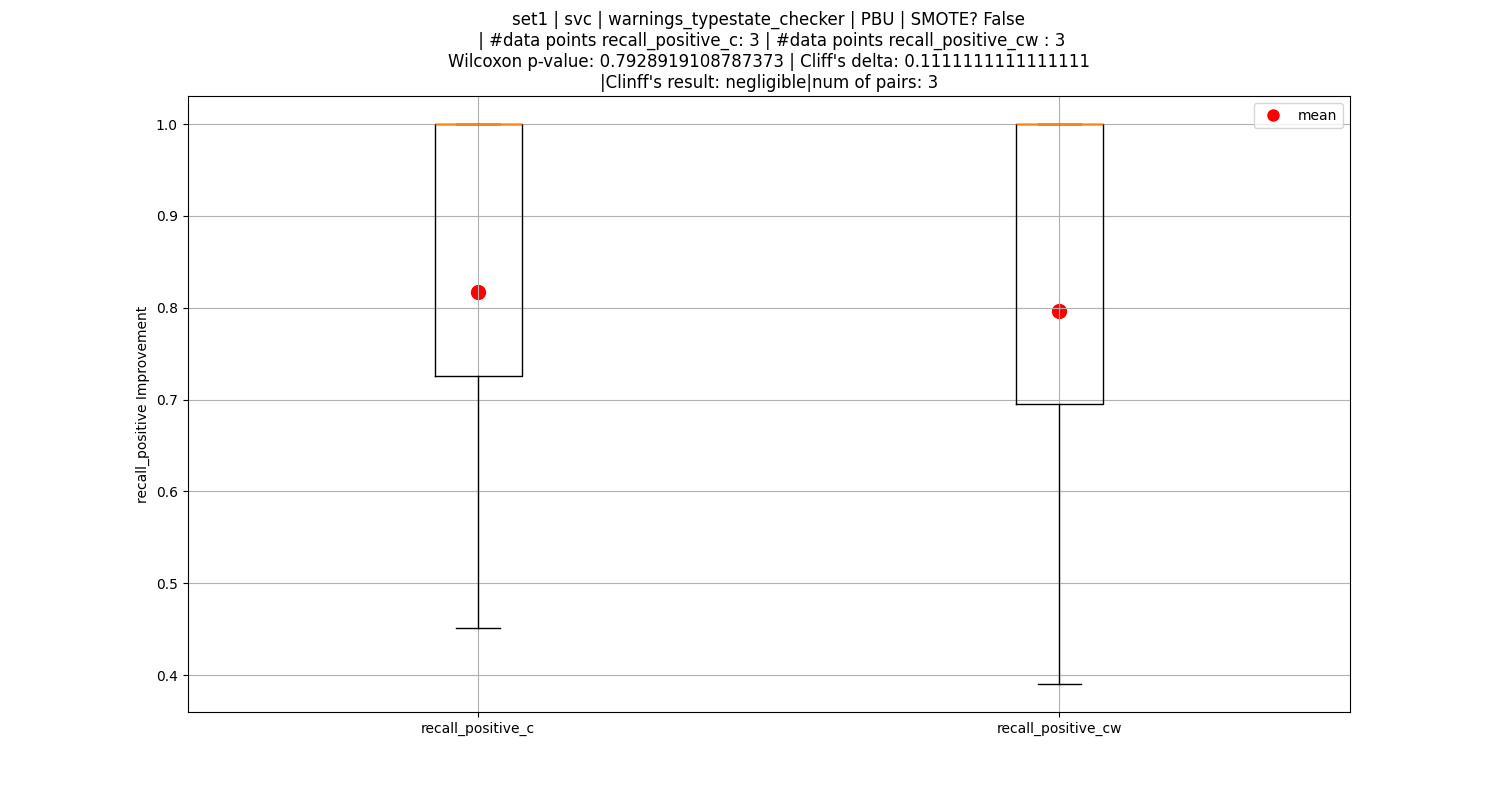 set1 | svc | warnings_typestate_checker | PBU | SMOTE? False
| #data points recall_positive_c: 3 | #data points recall_positive_cw : 3
Wilcoxon p-value: 0.7928919108787373 | Cliff's delta: 0.1111111111111111
|Clinff's result: negligible|num of pairs: 3
mean
1.0
0.9
0.8
0.7
0.6
0.5
0.4
recall_positive Improvement
recall_positive_c
recall_positive_cw